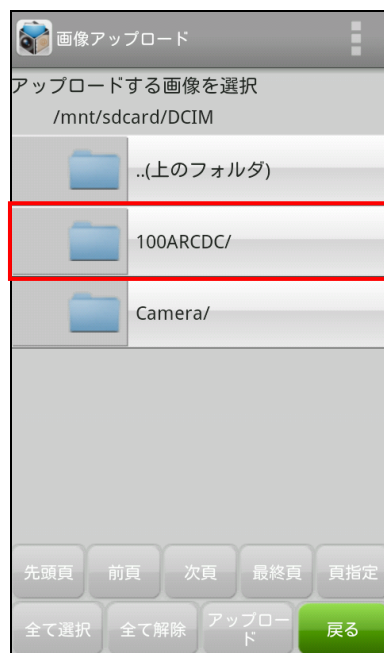 画像アップロード
アップロードする画像を選択
/mnt/sdcard/DCIM
..(上のフォルダ)
100ARCDC/
Camera/
先頭頁 前頁 次頁 最終頁 頁指定
全て選択 全て解除 アップロー
ド 戻る